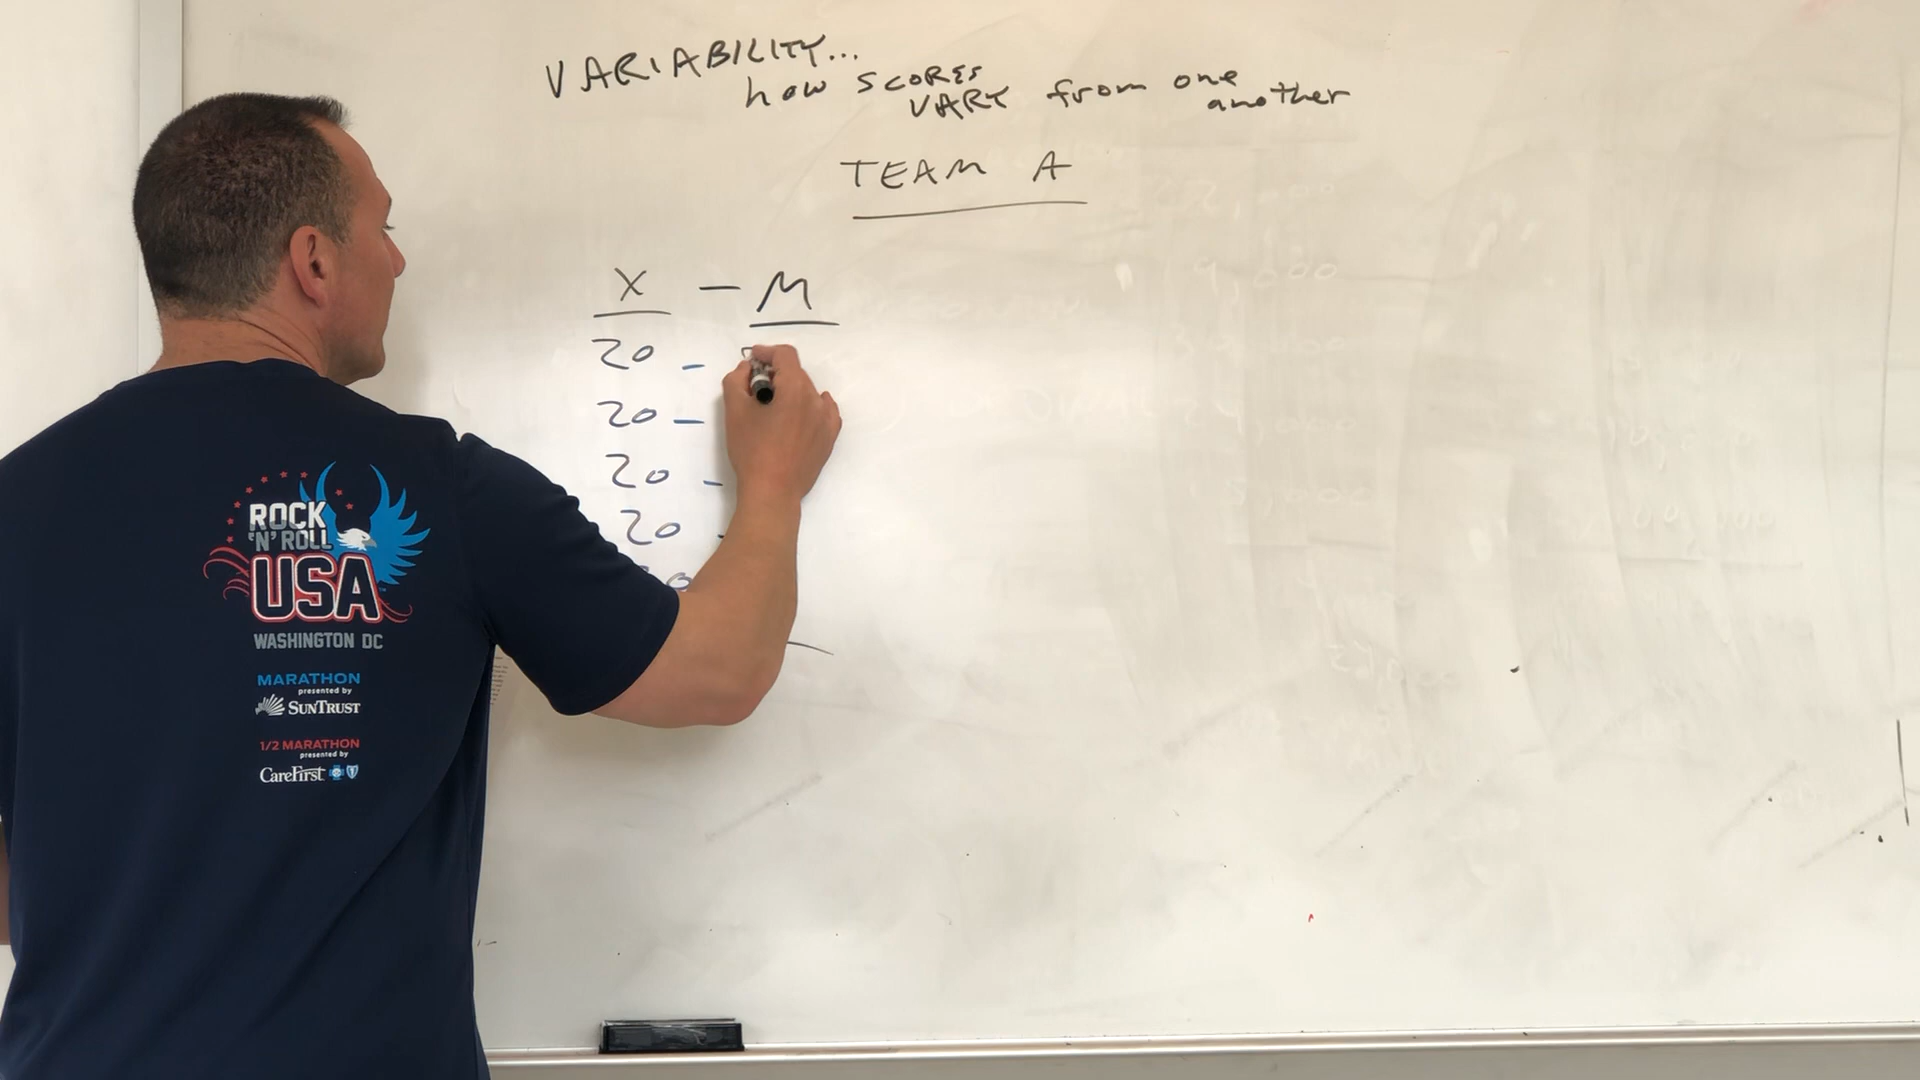 VARIABILITY...
how SCORES
VARY from one
another
TEAM A
X - M
20 -
20 -
20 -
20 -
ROCK
'N' ROLL
USA
WASHINGTON DC
MARATHON
presented by
SUNTRUST
1/2 MARATHON
presented by
CareFirst